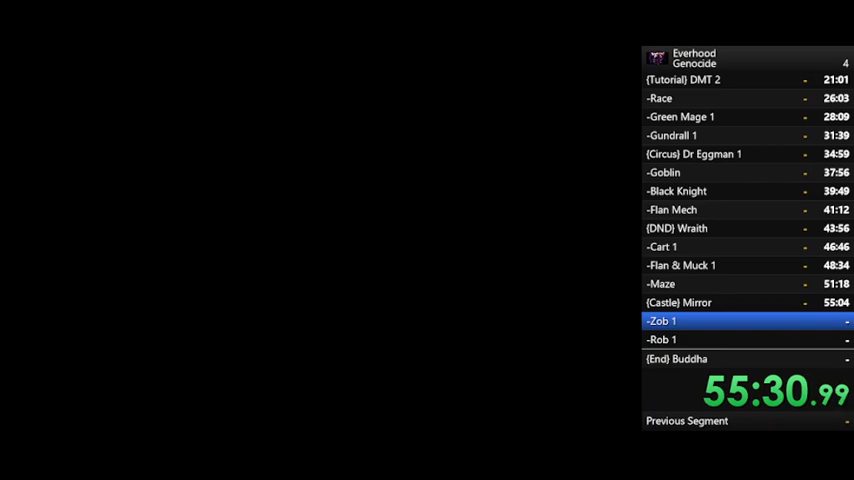 Everhood
Genocide 4
{Tutorial} DMT 2 - 21:01
-Race - 26:03
-Green Mage 1 - 28:09
-Gundrall 1 - 31:39
{Circus} Dr Eggman 1 - 34:59
-Goblin - 37:56
-Black Knight - 39:49
-Flan Mech - 41:12
{DND} Wraith - 43:56
-Cart 1 - 46:46
-Flan & Muck 1 - 48:34
-Maze - 51:18
{Castle} Mirror - 55:04
-Zob 1 -
-Rob 1 -
{End} Buddha -
55:30.99
Previous Segment -